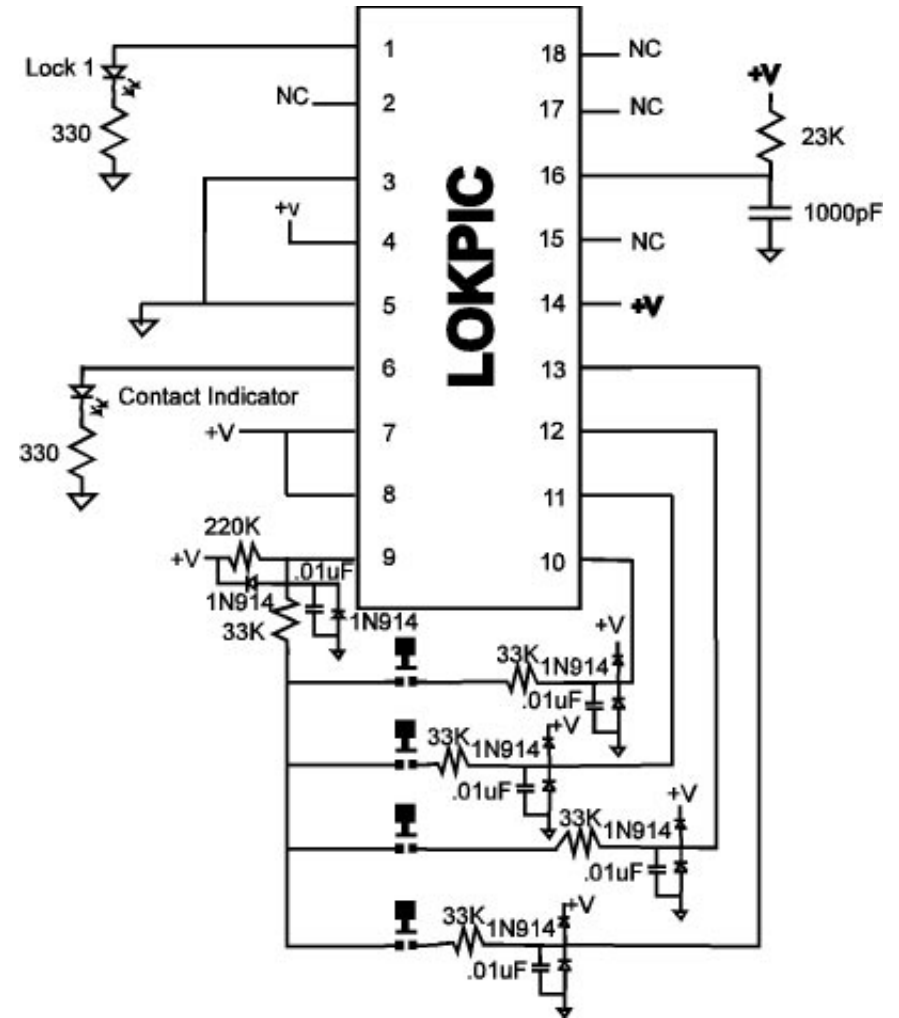 1
18
NC
Lock 1
+V
NC
2
17
NC
330
23K
3
16
+v
1000pF
4
15
NC
LOKPIC
5
14
+V
6
13
Contact Indicator
+V
7
12
330
8
11
220K
+V
9
10
.01uF
1N914
1N914
33K
+V
33K
1N914
.01uF
+V
33K
1N914
.01uF
+V
33K
1N914
.01uF
+V
33K
1N914
.01uF